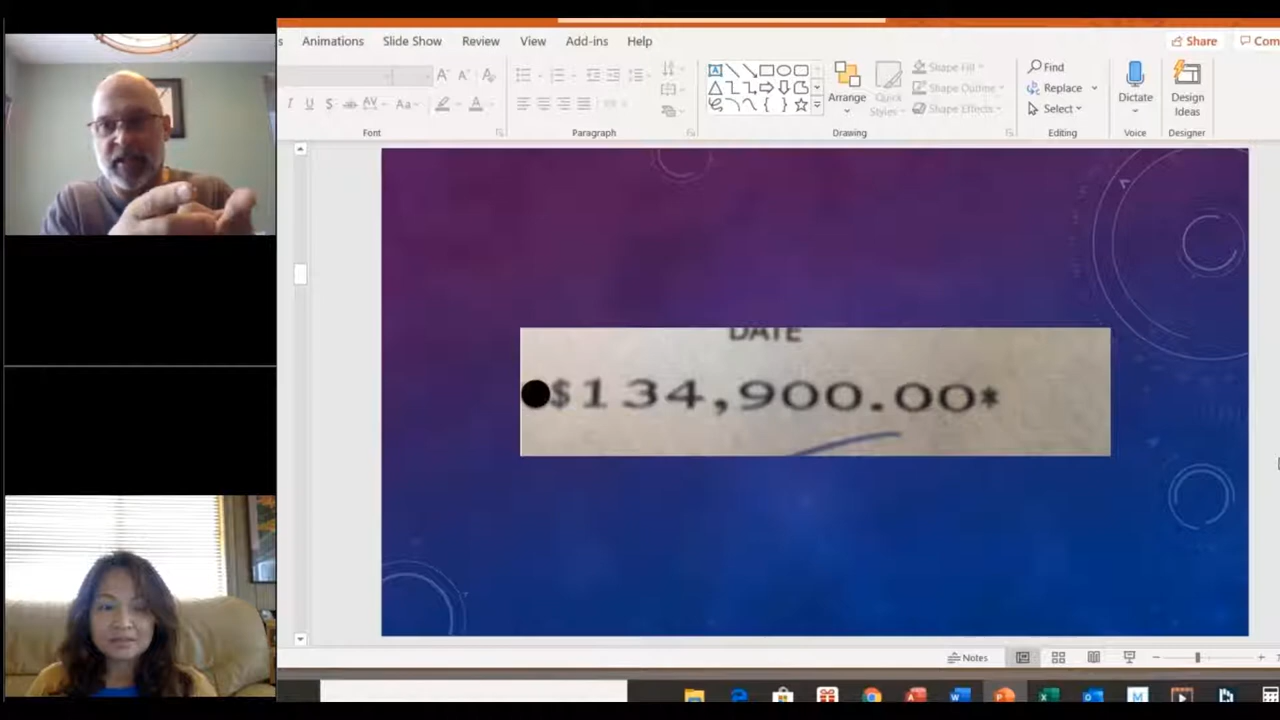 s Animations Slide Show Review View Add-ins Help Share Com
Find
Replace
Select
Arrange
Quick
Styles
Shape Fill
Shape Outline
Shape Effects
Dictate
Design
Ideas
Font Paragraph Drawing Editing Voice Designer
DATE
$134,900.00*
Notes